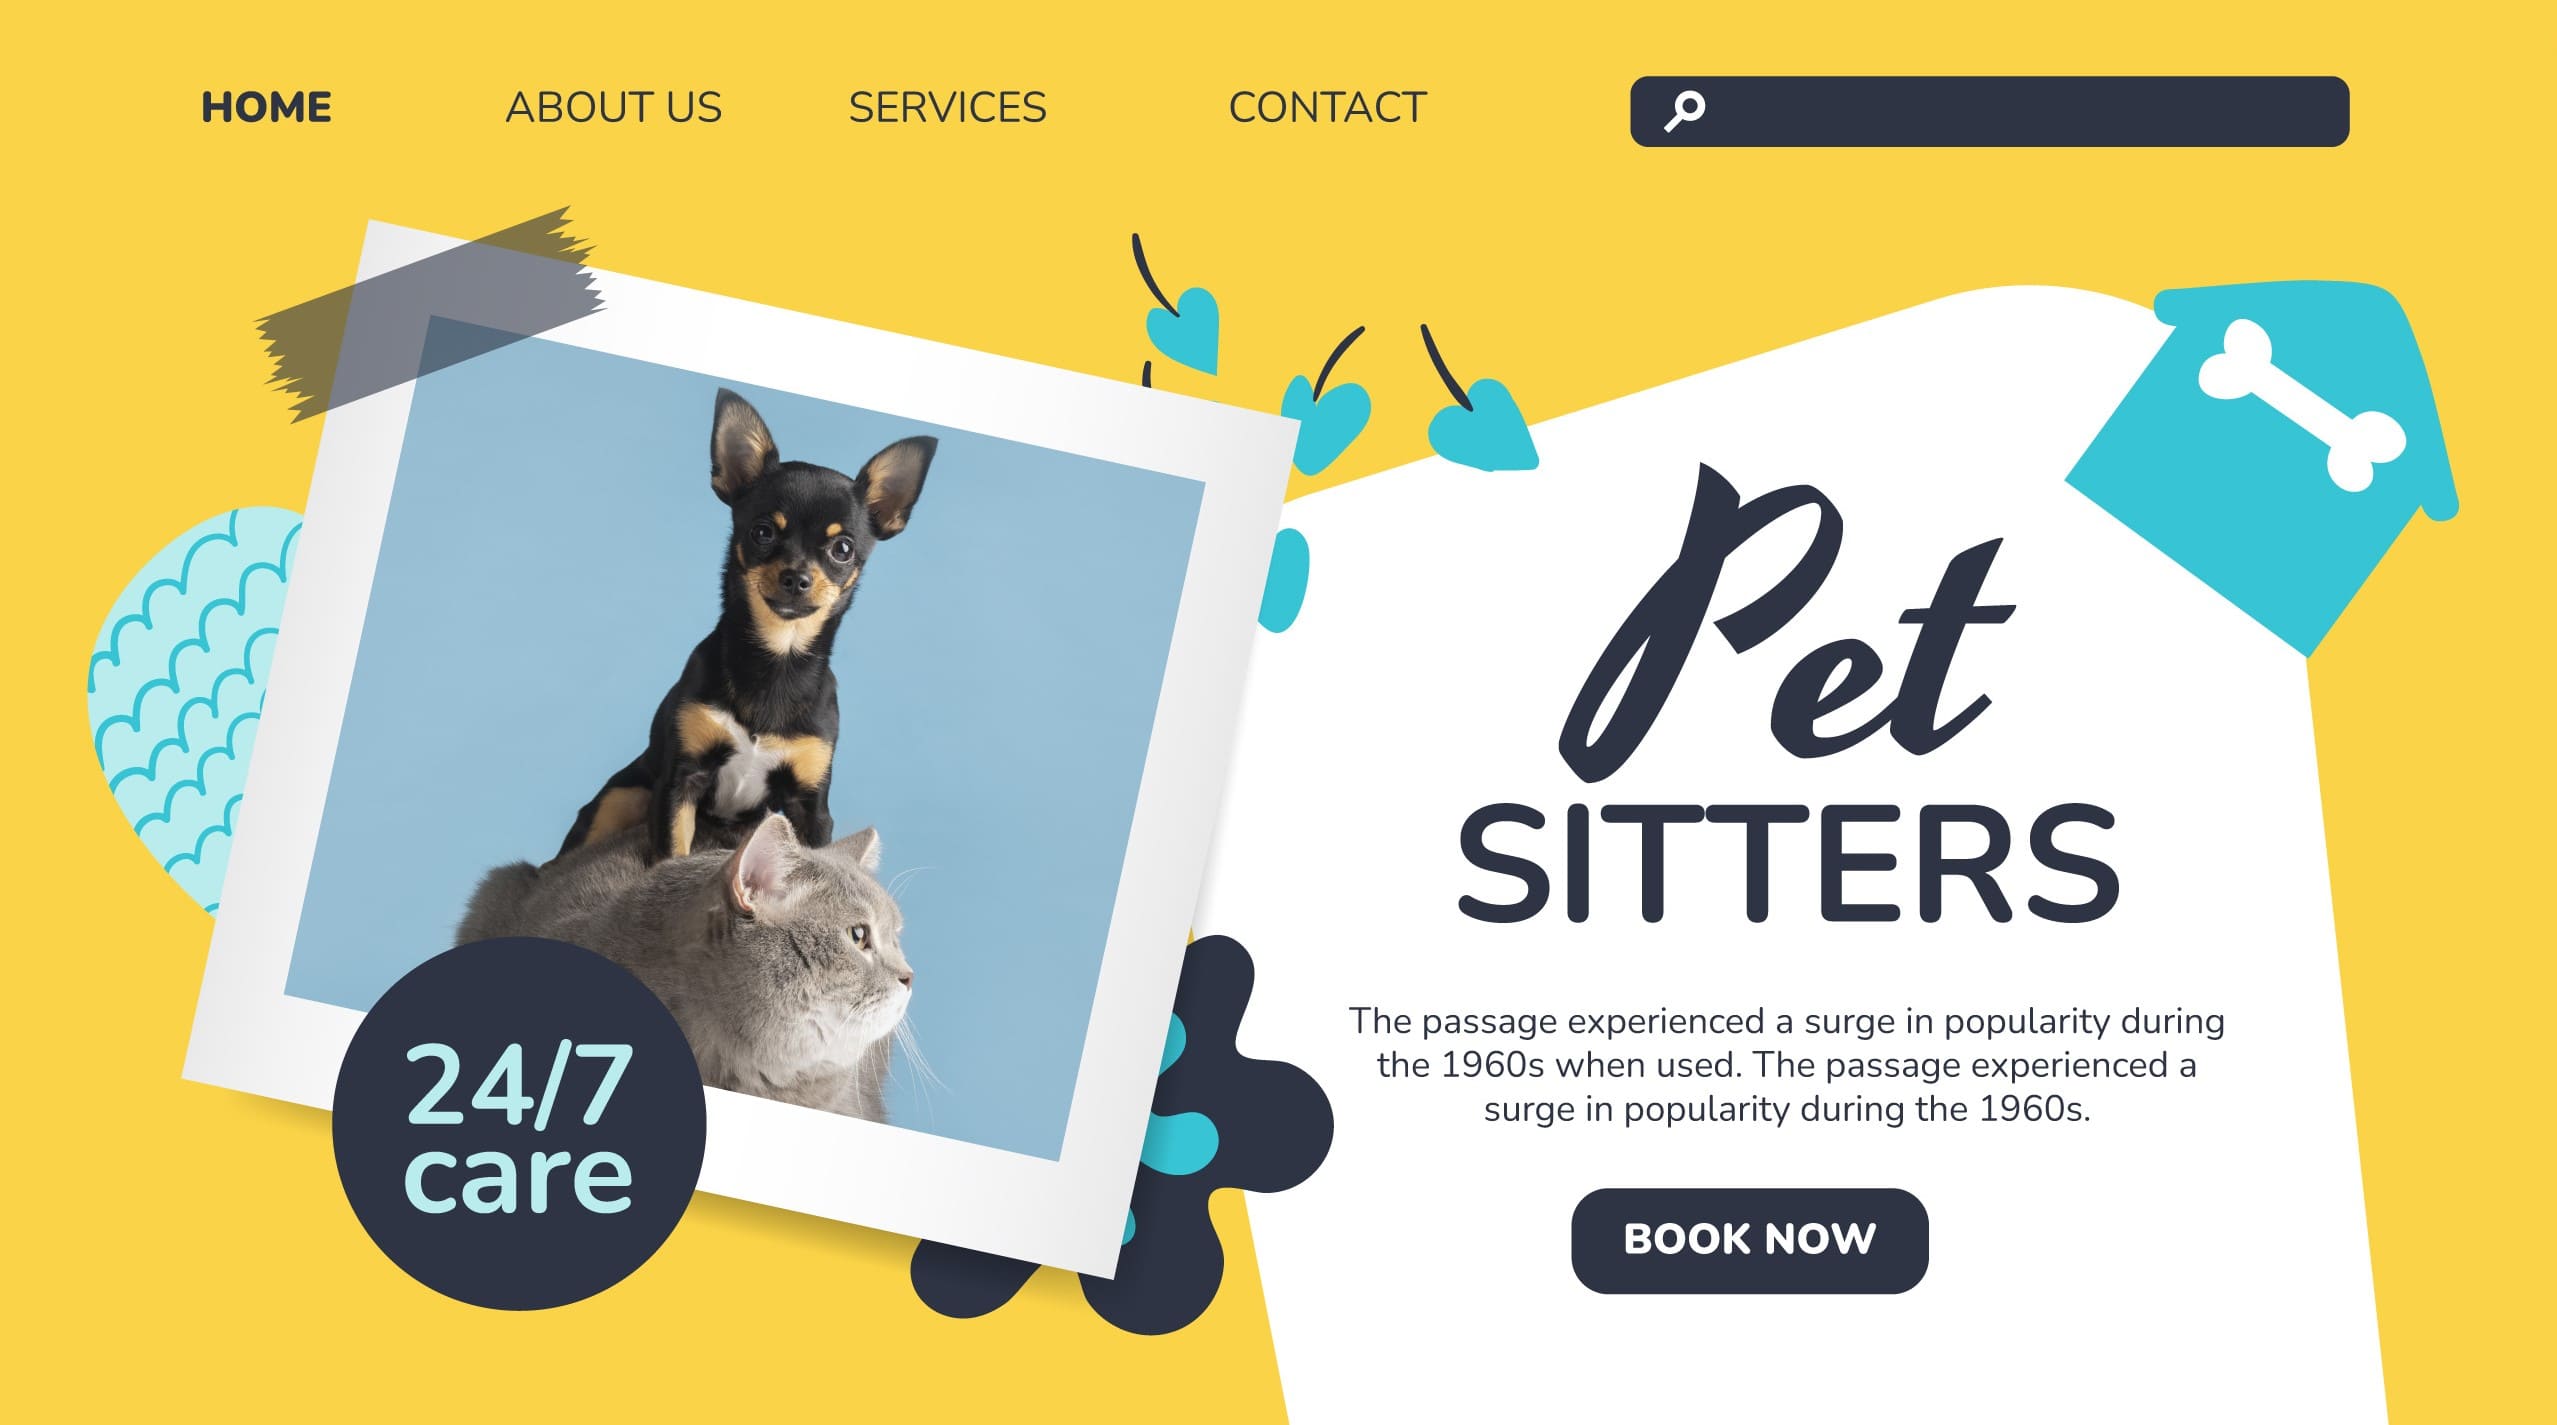 HOME
ABOUT US
SERVICES
CONTACT
Pet
SITTERS
The passage experienced a surge in popularity during
the 1960s when used. The passage experienced a
surge in popularity during the 1960s.
BOOK NOW
24/7
care